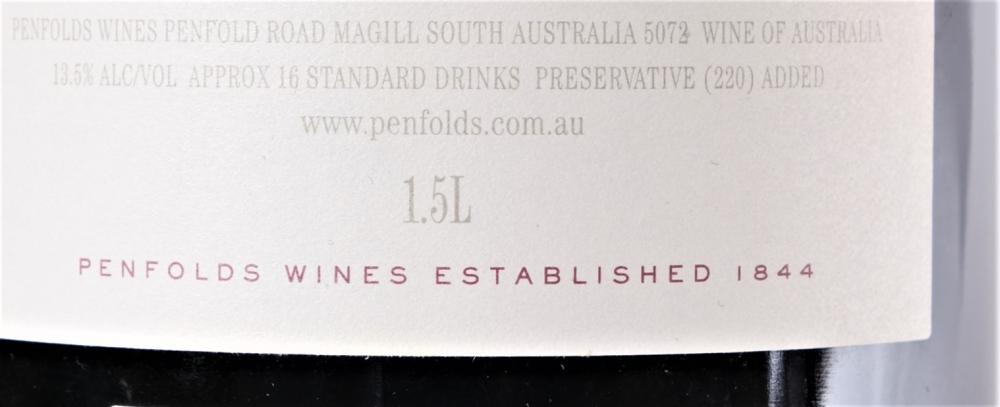 PENFOLDS WINES PENFOLD ROAD MAGILL SOUTH AUSTRALIA 5072 WINE OF AUSTRALIA
13.5% ALC/VOL APPROX 16 STANDARD DRINKS PRESERVATIVE (220) ADDED
www.penfolds.com.au
1.5L
PENFOLDS WINES ESTABLISHED 1844